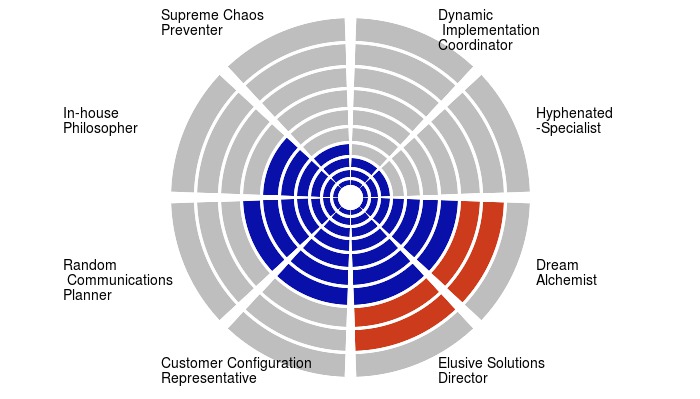 Supreme Chaos
Preventer
Dynamic
Implementation
Coordinator
In-house
Philosopher
Hyphenated
-Specialist
Random
Communications
Planner
Dream
Alchemist
Customer Configuration
Representative
Elusive Solutions
Director